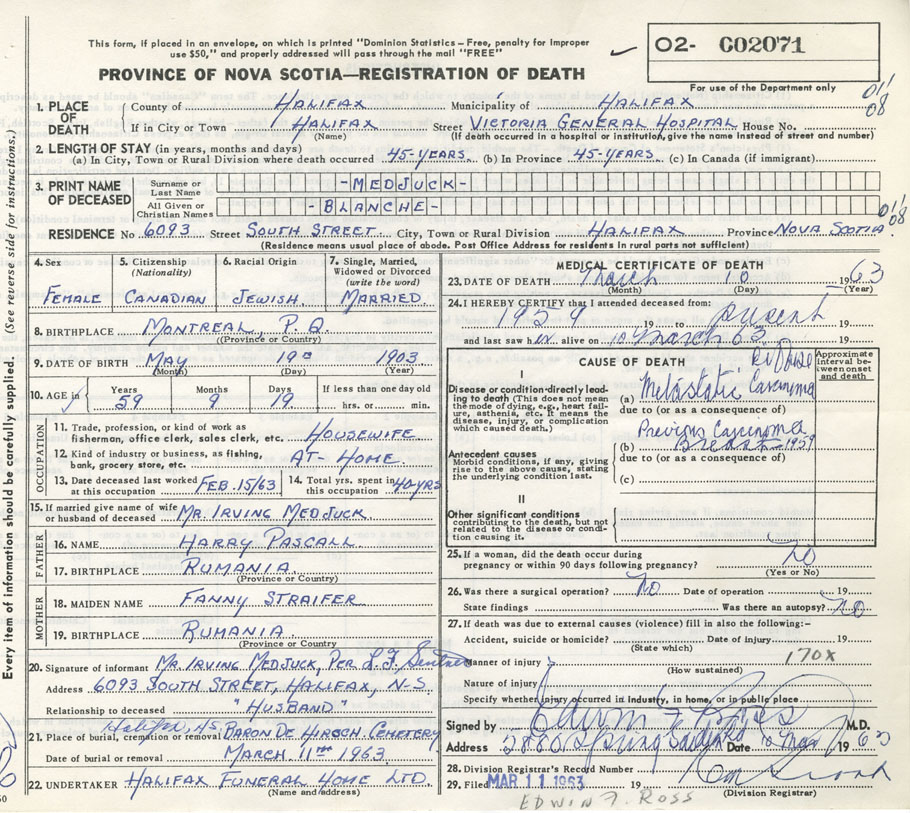 This form, if placed in an envelope, on which is printed "Dominion Statistics – Free, penalty for improper
use $50," and properly addressed will pass through the mail "FREE"
O2- G02071
For use of the Department only
PROVINCE OF NOVA SCOTIA—REGISTRATION OF DEATH
(See reverse side for instructions.)
Every item of information should be carefully supplied.
1. PLACE OF DEATH
County of HALIFAX Municipality of HALIFAX
If in City or Town HALIFAX Street VICTORIA GENERAL HOSPITAL House No.
(Name) (If death occurred in a hospital or institution, give the name instead of street and number)
2. LENGTH OF STAY (in years, months and days)
(a) In City, Town or Rural Division where death occurred 45-YEARS (b) In Province 45-YEARS (c) In Canada (if immigrant)
3. PRINT NAME OF DECEASED
Surname or Last Name -MEDJUCK-
All Given or Christian Names -BLANCHE-
RESIDENCE No 6093 Street SOUTH STREET City, Town or Rural Division HALIFAX Province NOVA SCOTIA
(Residence means usual place of abode. Post Office Address for residents in rural parts not sufficient)
4. Sex
FEMALE
5. Citizenship (Nationality)
CANADIAN
6. Racial Origin
JEWISH
7. Single, Married, Widowed or Divorced (write the word)
MARRIED
8. BIRTHPLACE MONTREAL, P.Q.
(Province or Country)
9. DATE OF BIRTH MAY 19 1903
(Month) (Day) (Year)
10. AGE in Years Months Days If less than one day old
59 9 19 hrs. or min.
OCCUPATION
11. Trade, profession, or kind of work as fisherman, office clerk, sales clerk, etc. HOUSEWIFE
12. Kind of industry or business, as fishing, bank, grocery store, etc. AT-HOME
13. Date deceased last worked at this occupation FEB.15/63
14. Total yrs. spent in this occupation 40-YRS
15. If married give name of wife or husband of deceased MR. IRVING MEDJUCK
FATHER
16. NAME HARRY PASCALL
17. BIRTHPLACE RUMANIA
(Province or Country)
MOTHER
18. MAIDEN NAME FANNY STRAIFER
19. BIRTHPLACE RUMANIA
(Province or Country)
20. Signature of informant MR. IRVING MEDJUCK, PER L.F.
Address 6093 SOUTH STREET, HALIFAX, N.S.
Relationship to deceased "HUSBAND"
21. Place of burial, cremation or removal Halifax, NS. BARON DE HIRSCH CEMETERY
Date of burial or removal MARCH 11TH 1963
22. UNDERTAKER HALIFAX FUNERAL HOME LTD.
(Name and address)
MEDICAL CERTIFICATE OF DEATH
23. DATE OF DEATH March 10 1963
(Month) (Day) (Year)
24. I HEREBY CERTIFY that I attended deceased from:
1959 19 to present 19
and last saw alive on 10 March 63 19
CAUSE OF DEATH
Approximate interval between onset and death
I
Disease or condition directly leading to death (This does not mean the mode of dying, e.g., heart failure, asthenia, etc. It means the disease, injury, or complication which caused death.)
(a) Metastatic Carcinoma
due to (or as a consequence of)
Antecedent causes
Morbid conditions, if any, giving rise to the above cause, stating the underlying condition last.
Previous Carcinoma
(b) Breast - 1959
due to (or as a consequence of)
(c)
II
Other significant conditions contributing to the death, but not related to the disease or condition causing it.
25. If a woman, did the death occur during pregnancy or within 90 days following pregnancy? No
(Yes or No)
26. Was there a surgical operation? No Date of operation 19
State findings Was there an autopsy? No
27. If death was due to external causes (violence) fill in also the following:-
Accident, suicide or homicide? Date of injury 19
(State which)
Manner of injury 170X
(How sustained)
Nature of injury
Specify whether injury occurred in industry, in home, or in public place
Signed by Edwin F Ross M.D.
Address Spring Garden Date 10 Mar 1963
28. Division Registrar's Record Number
29. Filed MAR 11 1963 19
(Division Registrar)
EDWIN F. ROSS